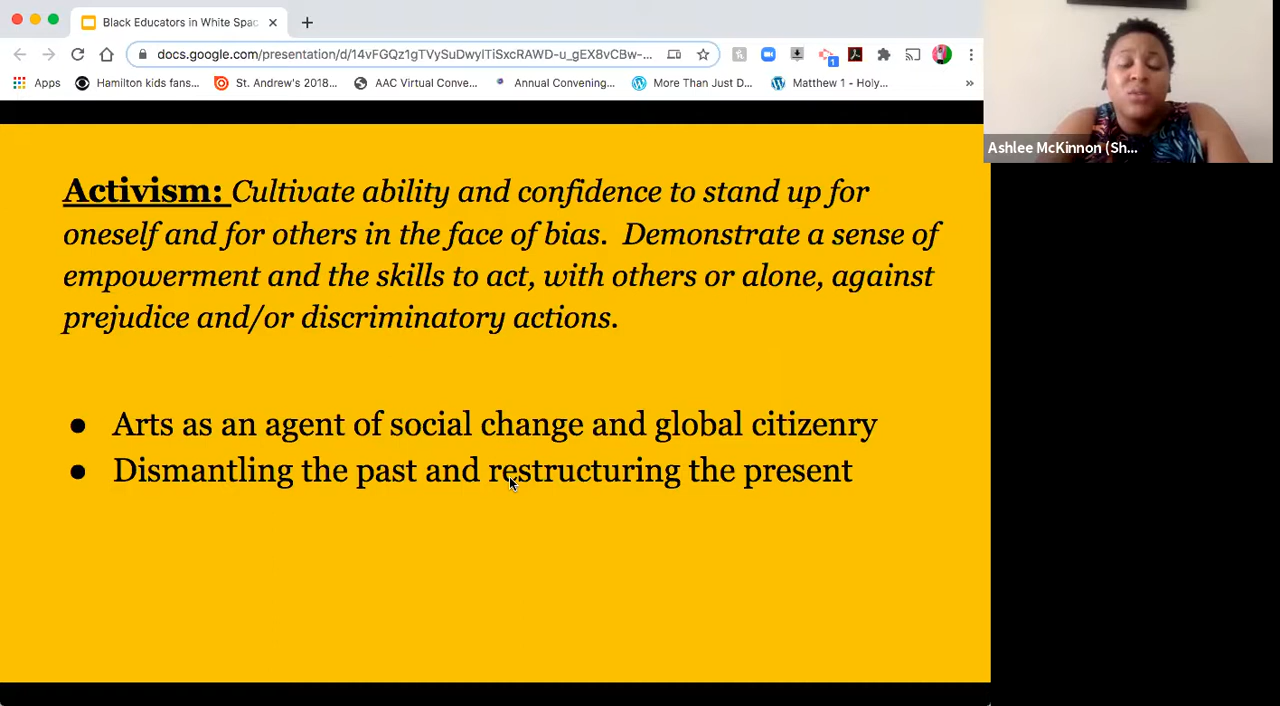 Black Educators in White Spac
docs.google.com/presentation/d/14vFGQz1gTVySuDwylTiSxcRAWD-u_gEX8vCBw-...
1
Apps Hamilton kids fans... St. Andrew's 2018... AAC Virtual Conve... Annual Convening... More Than Just D... Matthew 1 - Holy... »
Ashlee McKinnon (Sh...
Activism: Cultivate ability and confidence to stand up for
oneself and for others in the face of bias. Demonstrate a sense of
empowerment and the skills to act, with others or alone, against
prejudice and/or discriminatory actions.
● Arts as an agent of social change and global citizenry
● Dismantling the past and restructuring the present